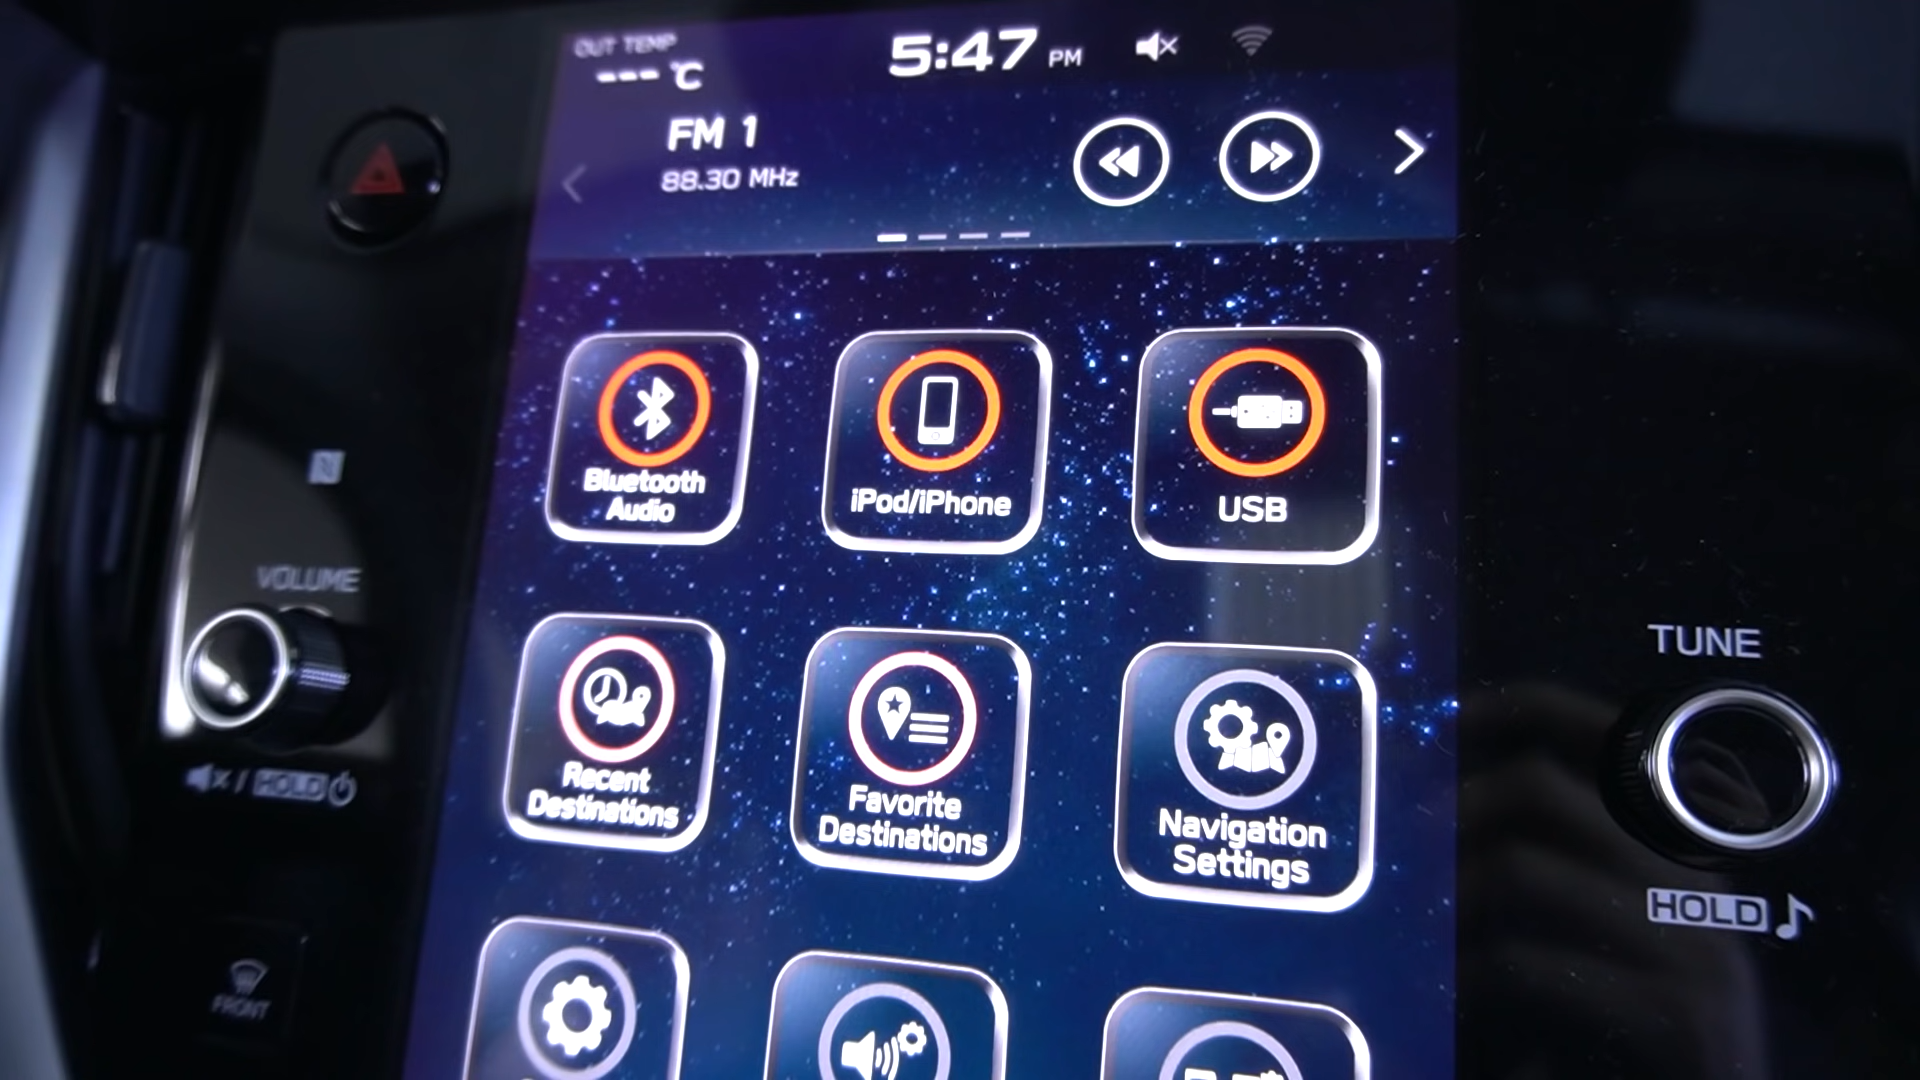 OUT TEMP
--- °C
5:47 PM
FM 1
88.30 MHz
Bluetooth
Audio
iPod/iPhone
USB
VOLUME
Recent
Destinations
Favorite
Destinations
Navigation
Settings
TUNE
/ HOLD
HOLD
FRONT